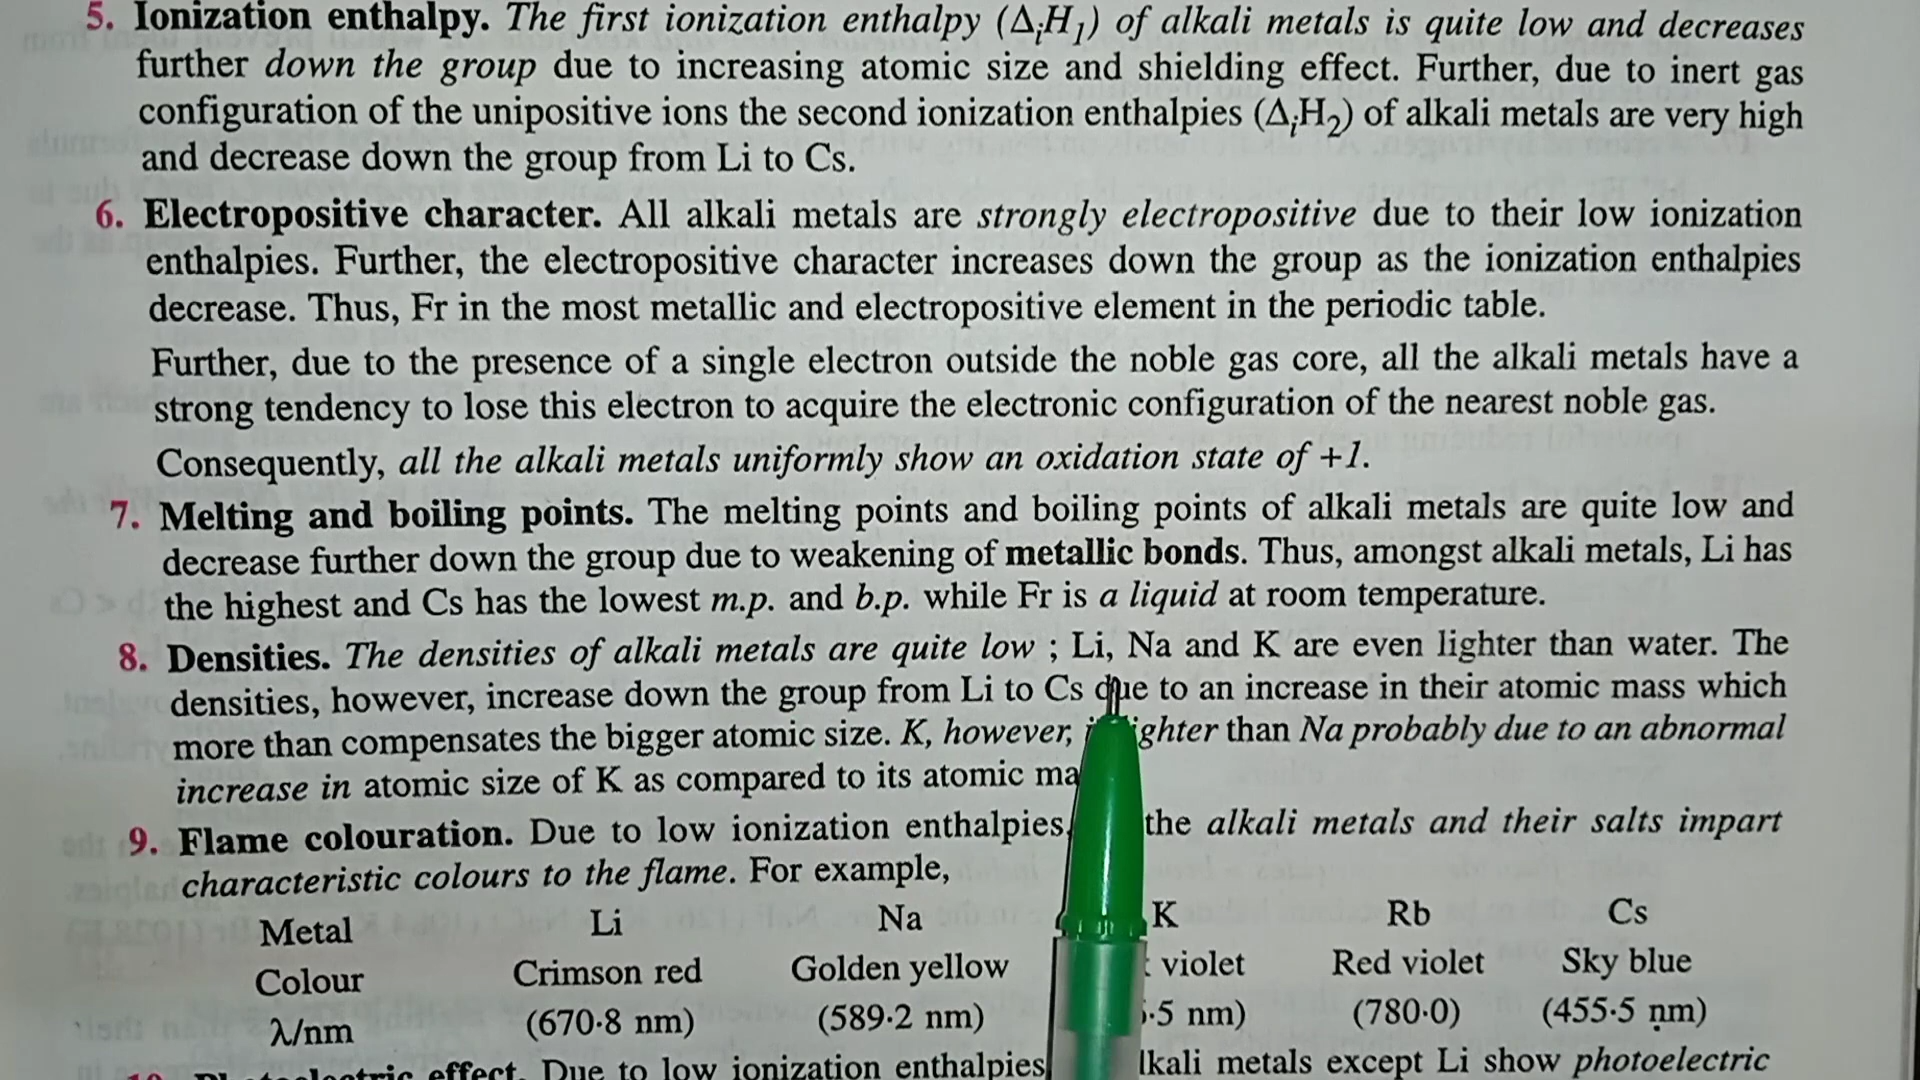 5. Ionization enthalpy. The first ionization enthalpy (ΔᵢH₁) of alkali metals is quite low and decreases
further down the group due to increasing atomic size and shielding effect. Further, due to inert gas
configuration of the unipositive ions the second ionization enthalpies (ΔᵢH₂) of alkali metals are very high
and decrease down the group from Li to Cs.
6. Electropositive character. All alkali metals are strongly electropositive due to their low ionization
enthalpies. Further, the electropositive character increases down the group as the ionization enthalpies
decrease. Thus, Fr in the most metallic and electropositive element in the periodic table.
Further, due to the presence of a single electron outside the noble gas core, all the alkali metals have a
strong tendency to lose this electron to acquire the electronic configuration of the nearest noble gas.
Consequently, all the alkali metals uniformly show an oxidation state of +1.
7. Melting and boiling points. The melting points and boiling points of alkali metals are quite low and
decrease further down the group due to weakening of metallic bonds. Thus, amongst alkali metals, Li has
the highest and Cs has the lowest m.p. and b.p. while Fr is a liquid at room temperature.
8. Densities. The densities of alkali metals are quite low ; Li, Na and K are even lighter than water. The
densities, however, increase down the group from Li to Cs due to an increase in their atomic mass which
more than compensates the bigger atomic size. K, however, than Na probably due to an abnormal
increase in atomic size of K as compared to its atomic
9. Flame colouration. Due to low ionization enthalpies, the alkali metals and their salts impart
characteristic colours to the flame. For example,
Metal Li Na K Rb Cs
Colour Crimson red Golden yellow violet Red violet Sky blue
λ/nm (670·8 nm) (589·2 nm) ·5 nm) (780·0) (455·5 nm)
effect. Due to low ionization enthalpies metals except Li show photoelectric